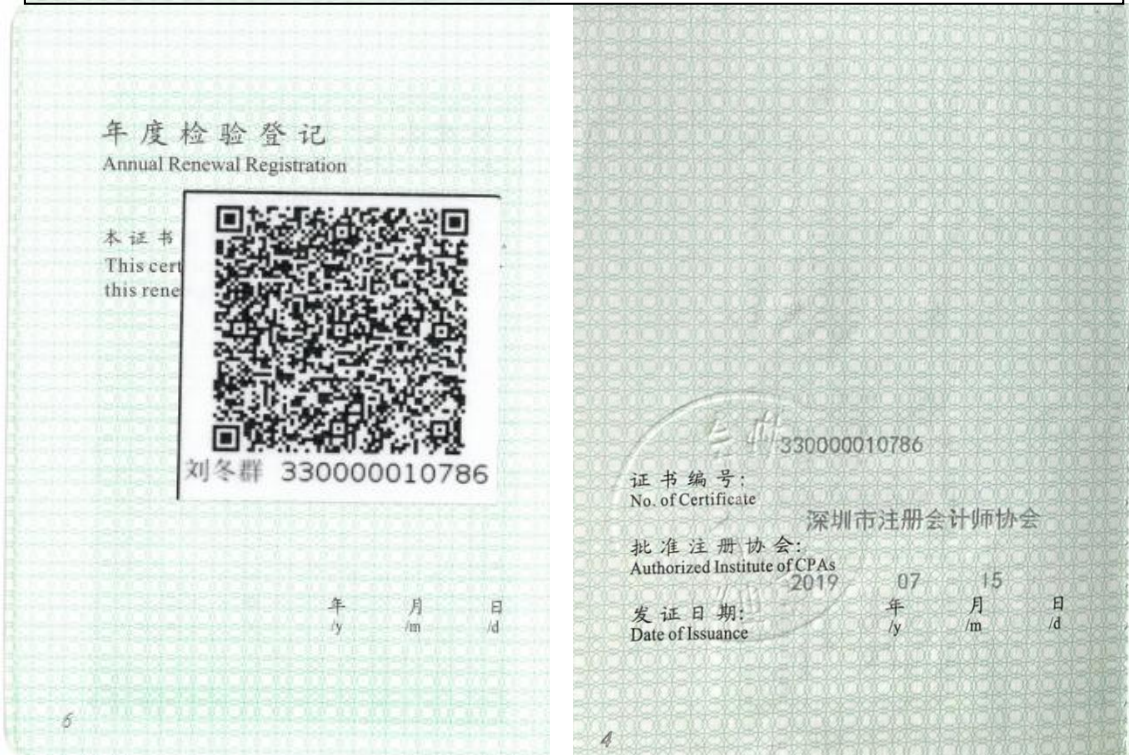 年度检验登记
Annual Renewal Registration
本证书
This cert
this rene
刘冬群 330000010786
年 月 日
/y /m /d
6
330000010786
证书编号:
No. of Certificate
深圳市注册会计师协会
批准注册协会:
Authorized Institute of CPAs
2019 07 15
发证日期: 年 月 日
Date of Issuance /y /m /d
4